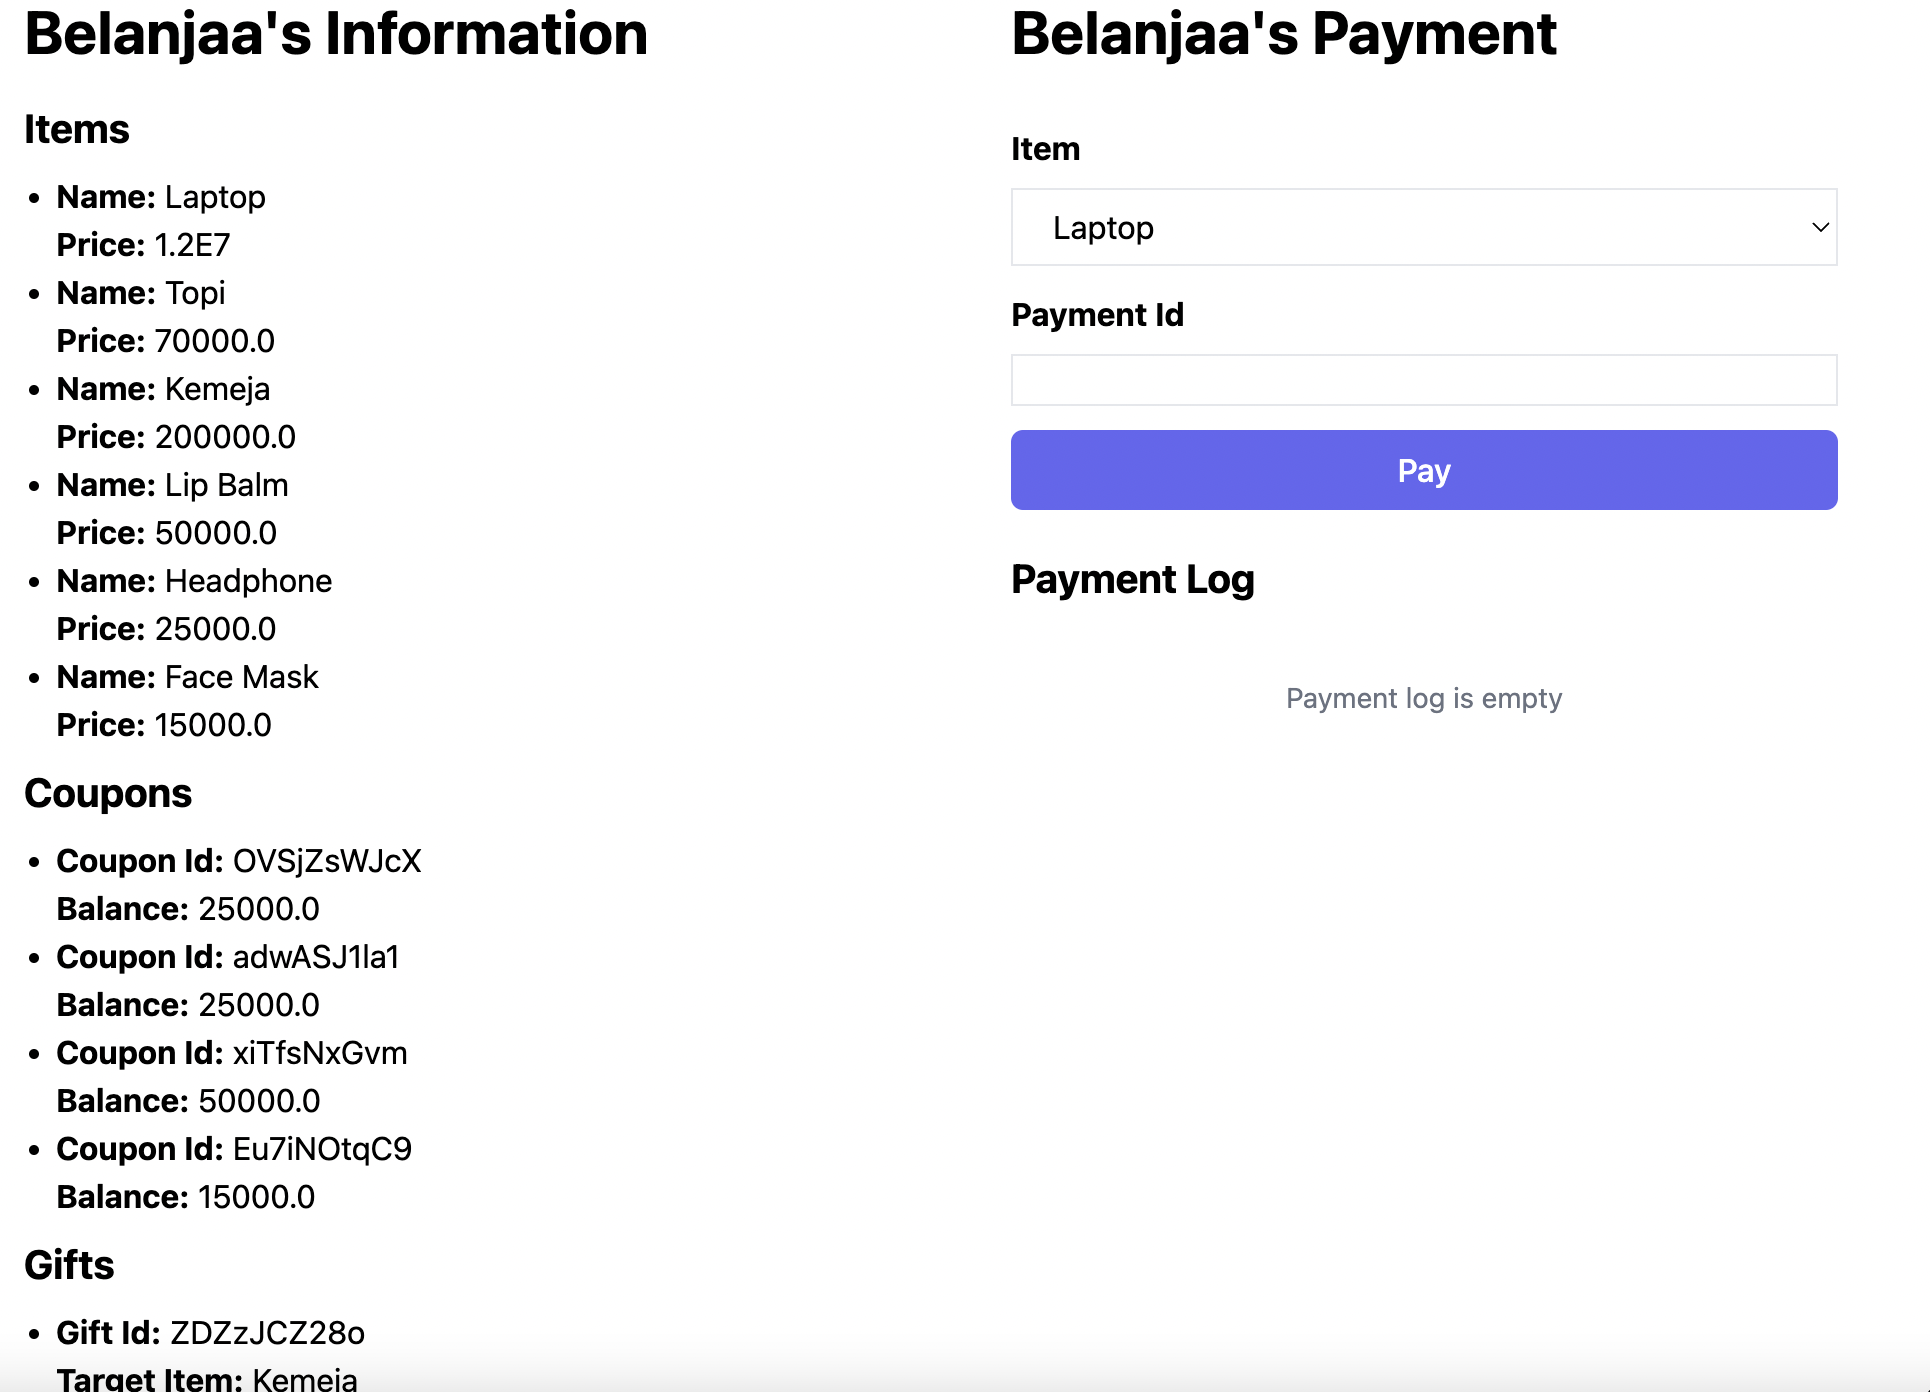 Belanjaa's Information
Items
Name: Laptop
Price: 1.2E7
Name: Topi
Price: 70000.0
Name: Kemeja
Price: 200000.0
Name: Lip Balm
Price: 50000.0
Name: Headphone
Price: 25000.0
Name: Face Mask
Price: 15000.0
Coupons
Coupon Id: OVSjZsWJcX
Balance: 25000.0
Coupon Id: adwASJ1la1
Balance: 25000.0
Coupon Id: xiTfsNxGvm
Balance: 50000.0
Coupon Id: Eu7iNOtqC9
Balance: 15000.0
Gifts
Gift Id: ZDZzJCZ28o
Target Item: Kemeja
Belanjaa's Payment
Item
Laptop
Payment Id
Pay
Payment Log
Payment log is empty